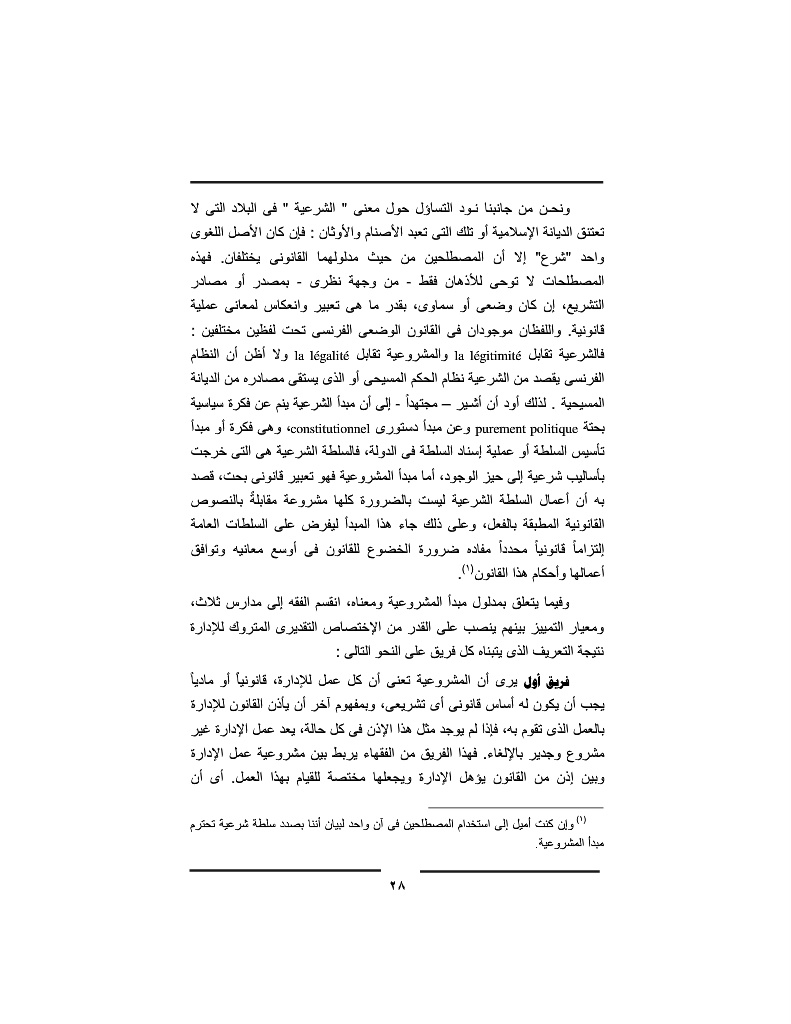 ونحـن من جانبنا نـود التساؤل حول معنى " الشرعية " فى البلاد التى لا
تعتنق الديانة الإسلامية أو تلك التى تعبد الأصنام والأوثان : فإن كان الأصل اللغوى
واحد "شرع" إلا أن المصطلحين من حيث مدلولهما القانونى يختلفان. فهذه
المصطلحات لا توحى للأذهان فقط - من وجهة نظرى - بمصدر أو مصادر
التشريع، إن كان وضعى أو سماوى، بقدر ما هى تعبير وانعكاس لمعانى عملية
قانونية. واللفظان موجودان فى القانون الوضعى الفرنسى تحت لفظين مختلفين :
فالشرعية تقابل la légitimité والمشروعية تقابل la légalité ولا أظن أن النظام
الفرنسى يقصد من الشرعية نظام الحكم المسيحى أو الذى يستقى مصادره من الديانة
المسيحية . لذلك أود أن أشـير – مجتهداً - إلى أن مبدأ الشرعية ينم عن فكرة سياسية
بحتة purement politique وعن مبدأ دستورى constitutionnel، وهى فكرة أو مبدأ
تأسيس السلطة أو عملية إسناد السلطة فى الدولة، فالسلطة الشرعية هى التى خرجت
بأساليب شرعية إلى حيز الوجود، أما مبدأ المشروعية فهو تعبير قانونى بحت، قصد
به أن أعمال السلطة الشرعية ليست بالضرورة كلها مشروعة مقابلةً بالنصوص
القانونية المطبقة بالفعل، وعلى ذلك جاء هذا المبدأ ليفرض على السلطات العامة
إلتزاماً قانونياً محدداً مفاده ضرورة الخضوع للقانون فى أوسع معانيه وتوافق
أعمالها وأحكام هذا القانون(١).
وفيما يتعلق بمدلول مبدأ المشروعية ومعناه، انقسم الفقه إلى مدارس ثلاث،
ومعيار التمييز بينهم ينصب على القدر من الإختصاص التقديرى المتروك للإدارة
نتيجة التعريف الذى يتبناه كل فريق على النحو التالى :
فريق أول يرى أن المشروعية تعنى أن كل عمل للإدارة، قانونياً أو مادياً
يجب أن يكون له أساس قانونى أى تشريعى، وبمفهوم آخر أن يأذن القانون للإدارة
بالعمل الذى تقوم به، فإذا لم يوجد مثل هذا الإذن فى كل حالة، يعد عمل الإدارة غير
مشروع وجدير بالإلغاء. فهذا الفريق من الفقهاء يربط بين مشروعية عمل الإدارة
وبين إذن من القانون يؤهل الإدارة ويجعلها مختصة للقيام بهذا العمل. أى أن
(١) وإن كنت أميل إلى استخدام المصطلحين فى آن واحد لبيان أننا بصدد سلطة شرعية تحترم
مبدأ المشروعية.
٢٨